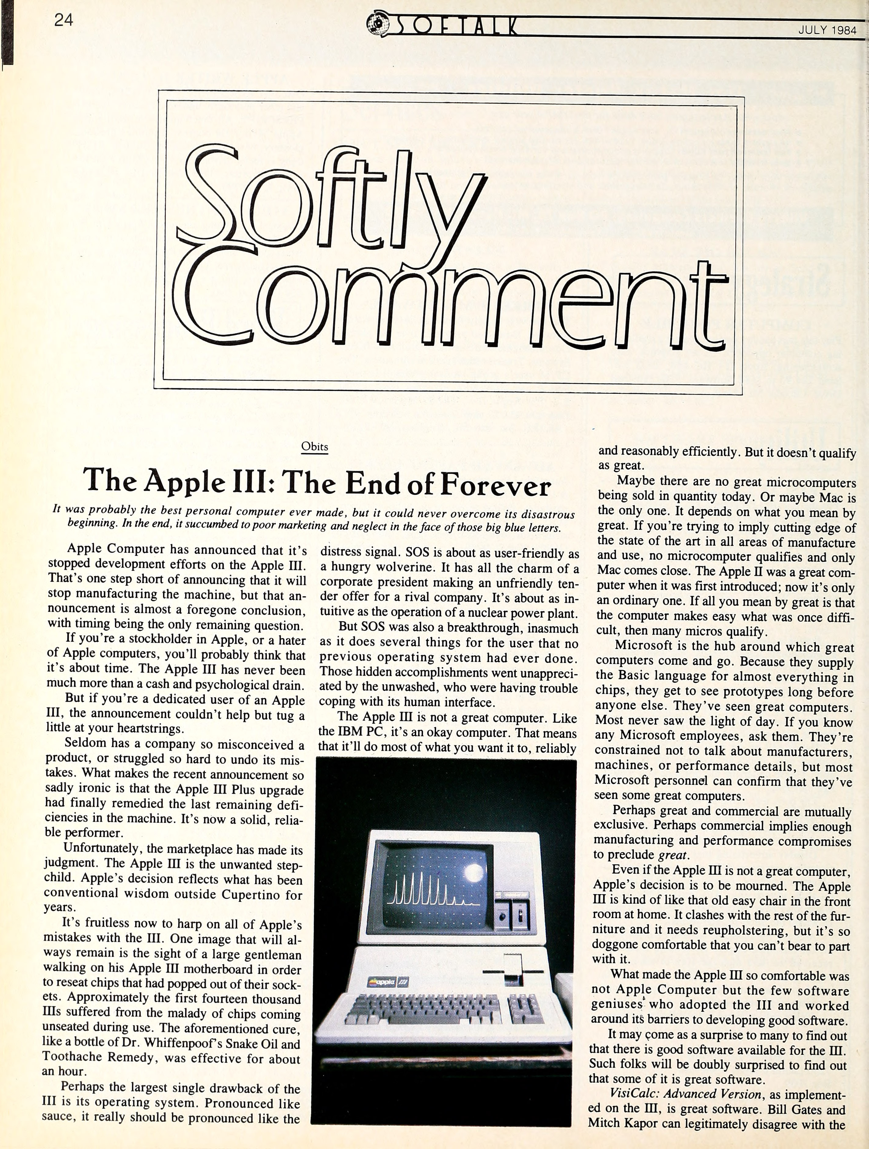 24
SOFTALK
JULY 1984
Softly
Comment
Obits
The Apple III: The End of Forever
It was probably the best personal computer ever made, but it could never overcome its disastrous
beginning. In the end, it succumbed to poor marketing and neglect in the face of those big blue letters.
Apple Computer has announced that it's
stopped development efforts on the Apple III.
That's one step short of announcing that it will
stop manufacturing the machine, but that an-
nouncement is almost a foregone conclusion,
with timing being the only remaining question.
If you're a stockholder in Apple, or a hater
of Apple computers, you'll probably think that
it's about time. The Apple III has never been
much more than a cash and psychological drain.
But if you're a dedicated user of an Apple
III, the announcement couldn't help but tug a
little at your heartstrings.
Seldom has a company so misconceived a
product, or struggled so hard to undo its mis-
takes. What makes the recent announcement so
sadly ironic is that the Apple III Plus upgrade
had finally remedied the last remaining defi-
ciencies in the machine. It's now a solid, relia-
ble performer.
Unfortunately, the marketplace has made its
judgment. The Apple III is the unwanted step-
child. Apple's decision reflects what has been
conventional wisdom outside Cupertino for
years.
It's fruitless now to harp on all of Apple's
mistakes with the III. One image that will al-
ways remain is the sight of a large gentleman
walking on his Apple III motherboard in order
to reseat chips that had popped out of their sock-
ets. Approximately the first fourteen thousand
IIIs suffered from the malady of chips coming
unseated during use. The aforementioned cure,
like a bottle of Dr. Whiffenpoof's Snake Oil and
Toothache Remedy, was effective for about
an hour.
Perhaps the largest single drawback of the
III is its operating system. Pronounced like
sauce, it really should be pronounced like the
distress signal. SOS is about as user-friendly as
a hungry wolverine. It has all the charm of a
corporate president making an unfriendly ten-
der offer for a rival company. It's about as in-
tuitive as the operation of a nuclear power plant.
But SOS was also a breakthrough, inasmuch
as it does several things for the user that no
previous operating system had ever done.
Those hidden accomplishments went unappreci-
ated by the unwashed, who were having trouble
coping with its human interface.
The Apple III is not a great computer. Like
the IBM PC, it's an okay computer. That means
that it'll do most of what you want it to, reliably
apple III
and reasonably efficiently. But it doesn't qualify
as great.
Maybe there are no great microcomputers
being sold in quantity today. Or maybe Mac is
the only one. It depends on what you mean by
great. If you're trying to imply cutting edge of
the state of the art in all areas of manufacture
and use, no microcomputer qualifies and only
Mac comes close. The Apple II was a great com-
puter when it was first introduced; now it's only
an ordinary one. If all you mean by great is that
the computer makes easy what was once diffi-
cult, then many micros qualify.
Microsoft is the hub around which great
computers come and go. Because they supply
the Basic language for almost everything in
chips, they get to see prototypes long before
anyone else. They've seen great computers.
Most never saw the light of day. If you know
any Microsoft employees, ask them. They're
constrained not to talk about manufacturers,
machines, or performance details, but most
Microsoft personnel can confirm that they've
seen some great computers.
Perhaps great and commercial are mutually
exclusive. Perhaps commercial implies enough
manufacturing and performance compromises
to preclude great.
Even if the Apple III is not a great computer,
Apple's decision is to be mourned. The Apple
III is kind of like that old easy chair in the front
room at home. It clashes with the rest of the fur-
niture and it needs reupholstering, but it's so
doggone comfortable that you can't bear to part
with it.
What made the Apple III so comfortable was
not Apple Computer but the few software
geniuses who adopted the III and worked
around its barriers to developing good software.
It may come as a surprise to many to find out
that there is good software available for the III.
Such folks will be doubly surprised to find out
that some of it is great software.
VisiCalc: Advanced Version, as implement-
ed on the III, is great software. Bill Gates and
Mitch Kapor can legitimately disagree with the